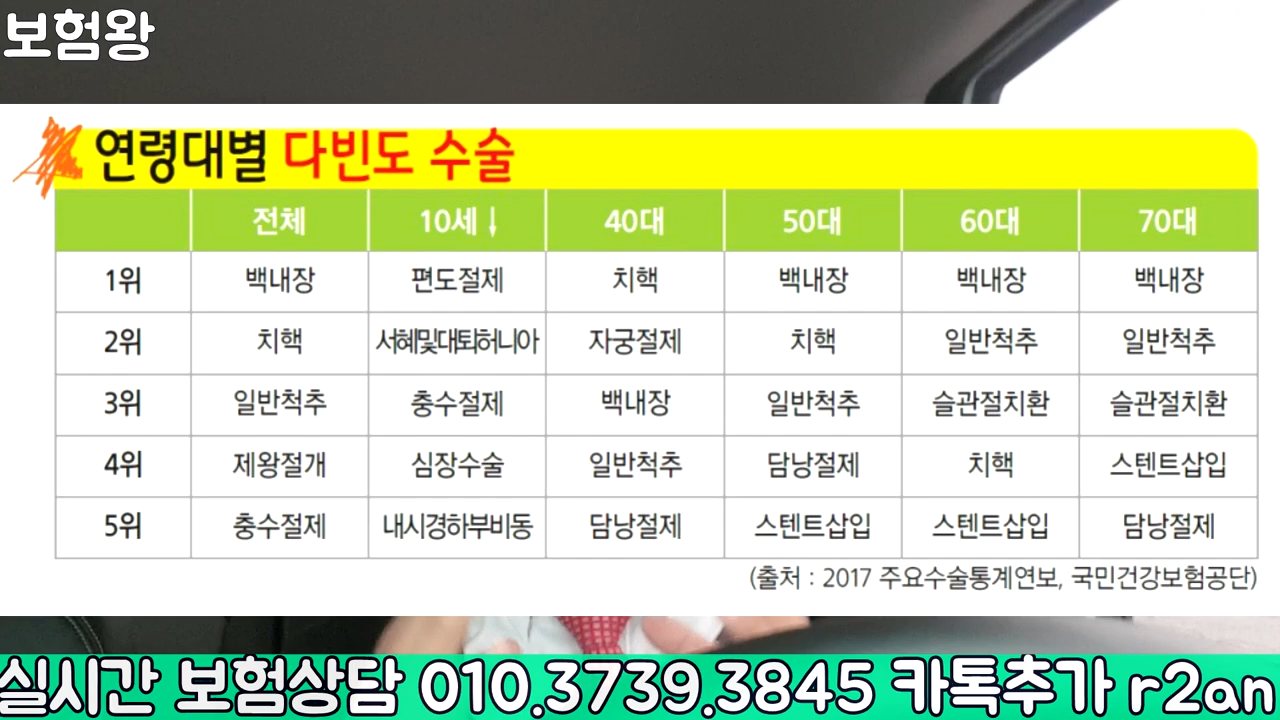 보험왕
연령대별 다빈도 수술
전체 10세↓ 40대 50대 60대 70대
1위 백내장 편도절제 치핵 백내장 백내장 백내장
2위 치핵 서혜및대퇴허니아 자궁절제 치핵 일반척추 일반척추
3위 일반척추 충수절제 백내장 일반척추 슬관절치환 슬관절치환
4위 제왕절개 심장수술 일반척추 담낭절제 치핵 스텐트삽입
5위 충수절제 내시경하부비동 담낭절제 스텐트삽입 스텐트삽입 담낭절제
(출처 : 2017 주요수술통계연보, 국민건강보험공단)
실시간 보험상담 010.3739.3845 카톡추가 r2an